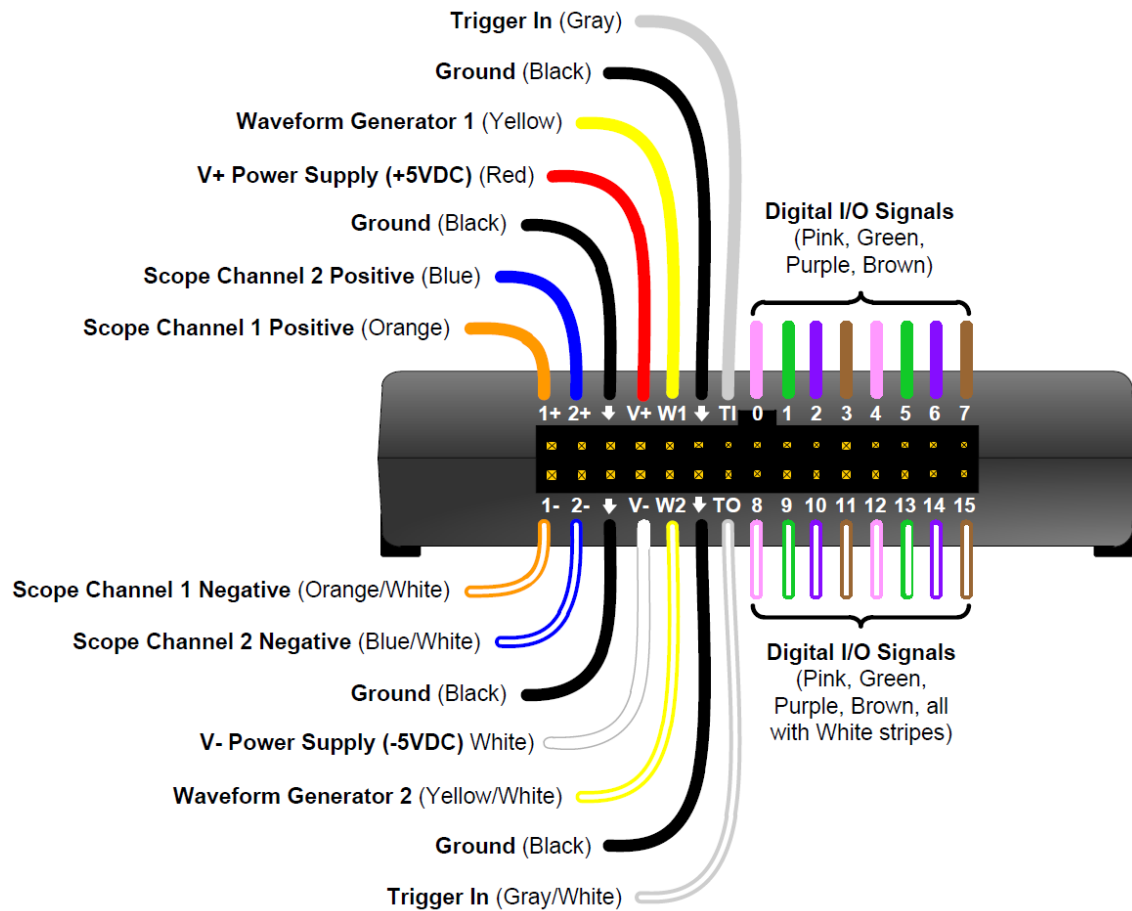 Trigger In (Gray)
Ground (Black)
Waveform Generator 1 (Yellow)
V+ Power Supply (+5VDC) (Red)
Ground (Black)
Scope Channel 2 Positive (Blue)
Scope Channel 1 Positive (Orange)
Digital I/O Signals
(Pink, Green,
Purple, Brown)
1+ 2+ ↓ V+ W1 ↓ TI 0 1 2 3 4 5 6 7
1- 2- ↓ V- W2 ↓ TO 8 9 10 11 12 13 14 15
Scope Channel 1 Negative (Orange/White)
Scope Channel 2 Negative (Blue/White)
Ground (Black)
V- Power Supply (-5VDC) White)
Waveform Generator 2 (Yellow/White)
Ground (Black)
Trigger In (Gray/White)
Digital I/O Signals
(Pink, Green,
Purple, Brown, all
with White stripes)